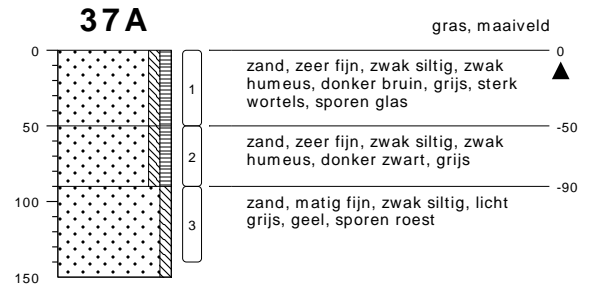 37A
gras, maaiveld
0
0
zand, zeer fijn, zwak siltig, zwak
humeus, donker bruin, grijs, sterk
wortels, sporen glas
1
50
-50
zand, zeer fijn, zwak siltig, zwak
humeus, donker zwart, grijs
2
-90
100
zand, matig fijn, zwak siltig, licht
grijs, geel, sporen roest
3
150